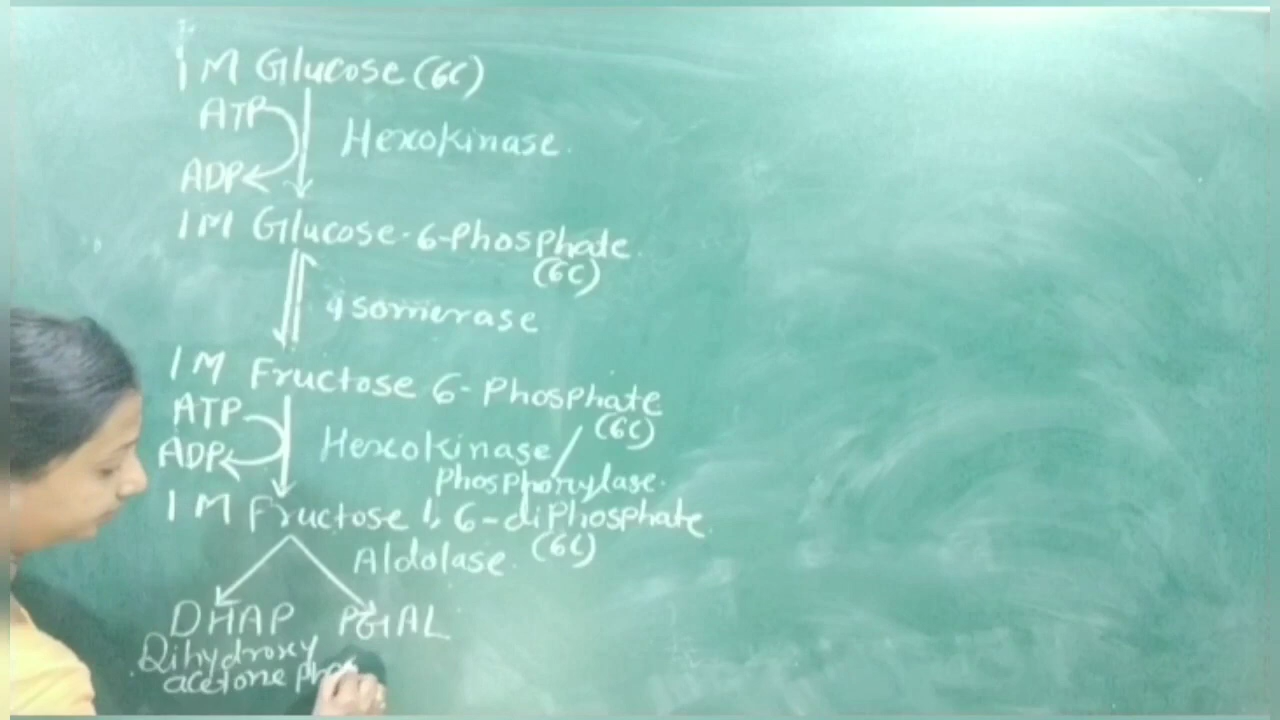 1 M Glucose (6C)
ATP
Hexokinase.
ADP
1 M Glucose-6-Phosphate.
(6C)
Isomerase
1 M Fructose 6-Phosphate
(6C)
ATP
ADP
Hexokinase/
Phosphorylase.
1 M Fructose 1, 6-diphosphate.
(6C)
Aldolase.
DHAP PGAL
Dihydroxy
acetone